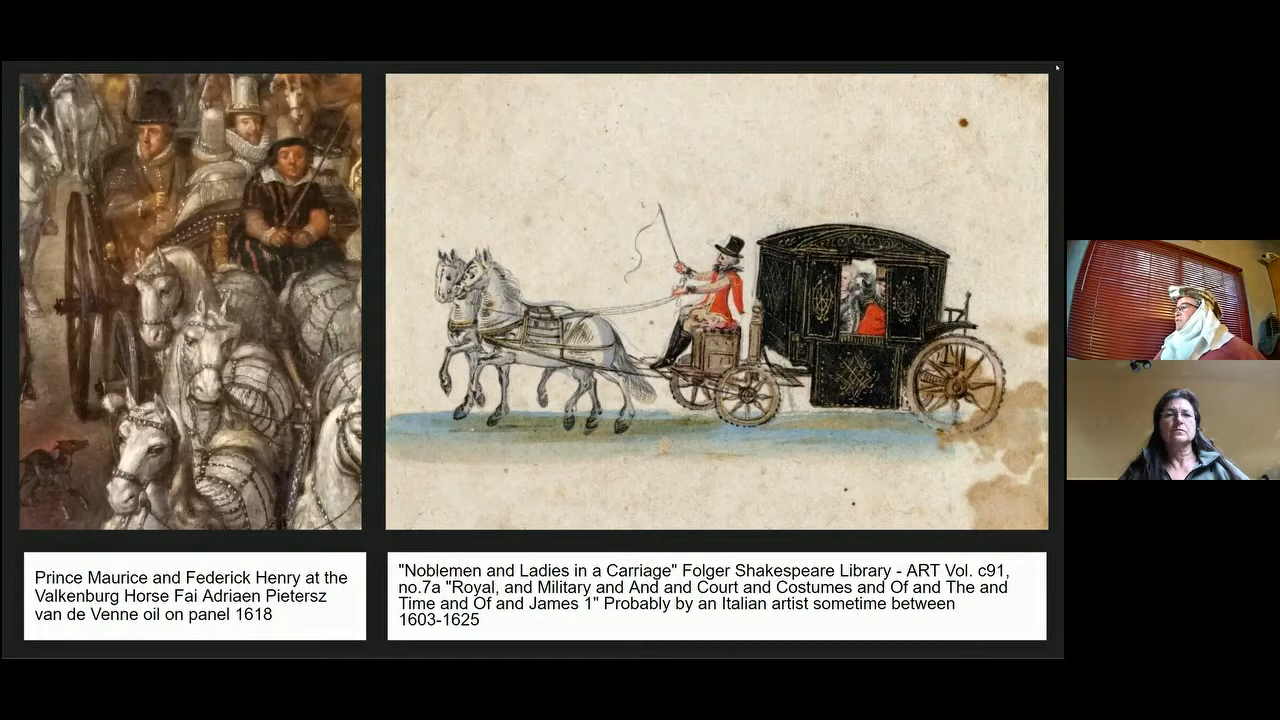 Prince Maurice and Federick Henry at the
Valkenburg Horse Fai Adriaen Pietersz
van de Venne oil on panel 1618
"Noblemen and Ladies in a Carriage" Folger Shakespeare Library - ART Vol. c91,
no.7a "Royal, and Military and And and Court and Costumes and Of and The and
Time and Of and James 1" Probably by an Italian artist sometime between
1603-1625